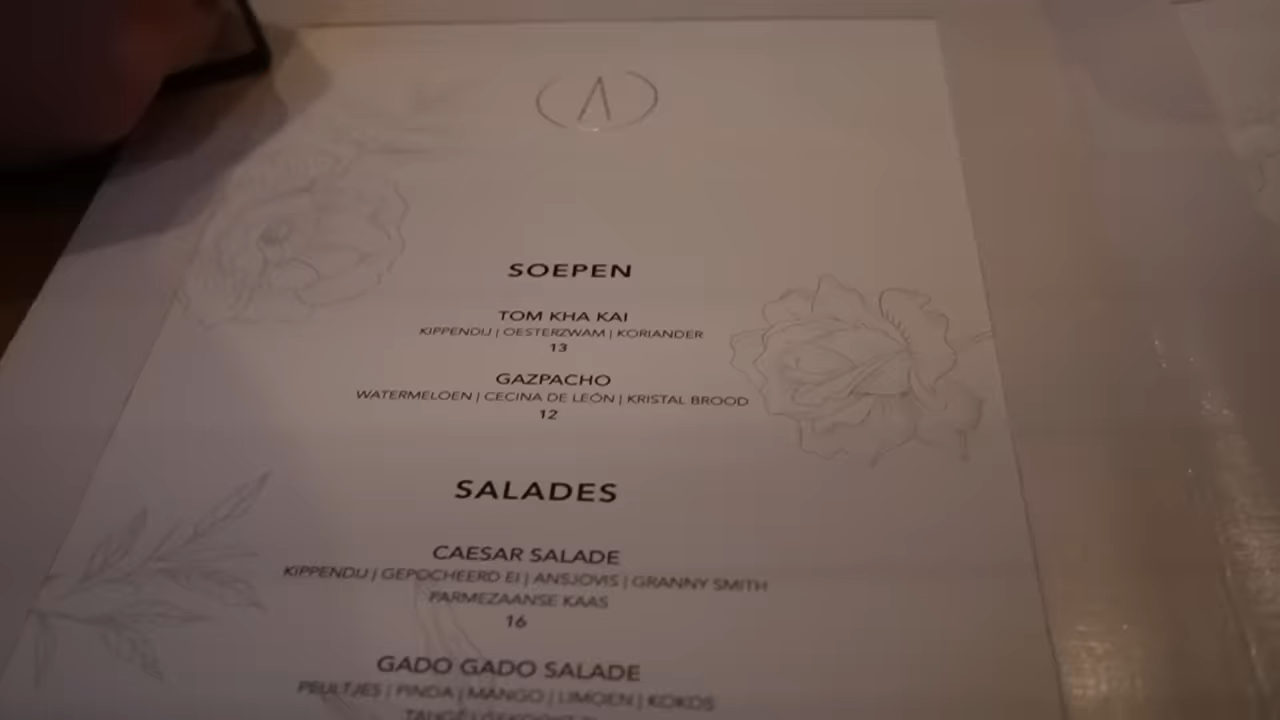 SOEPEN
TOM KHA KAI
KIPPENDIJ | OESTERZWAM | KORIANDER
13
GAZPACHO
WATERMELOEN | CECINA DE LEÓN | KRISTAL BROOD
12
SALADES
CAESAR SALADE
KIPPENDIJ | GEPOCHEERD EI | ANSJOVIS | GRANNY SMITH
PARMEZAANSE KAAS
16
GADO GADO SALADE
PEULTJES | PINDA | MANGO | LIMOEN | KOKOS